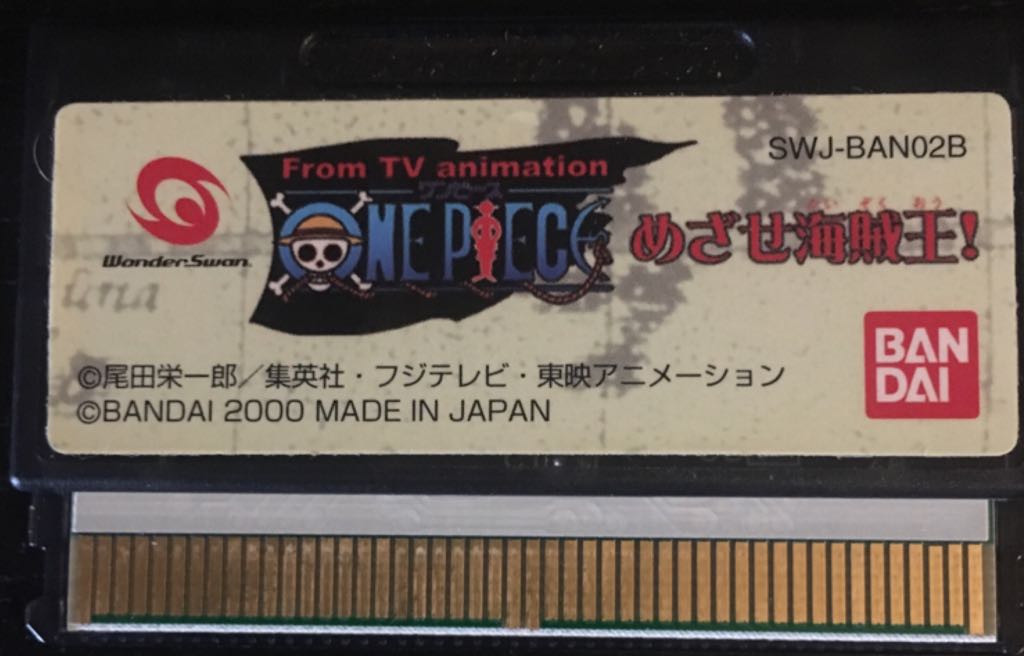 SWJ-BAN02B
From TV animation
ワンピース
ONE PIECE
かい ぞく おう
めざせ海賊王!
WonderSwan
BAN
DAI
©尾田栄一郎／集英社・フジテレビ・東映アニメーション
©BANDAI 2000 MADE IN JAPAN